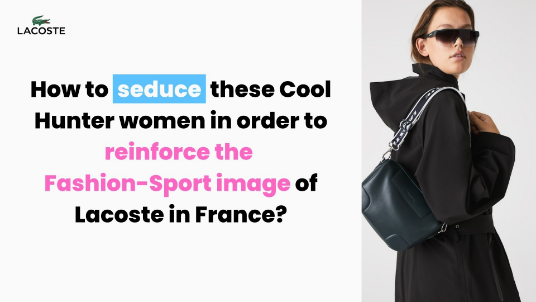 LACOSTE
How to seduce these Cool
Hunter women in order to
reinforce the
Fashion-Sport image of
Lacoste in France?